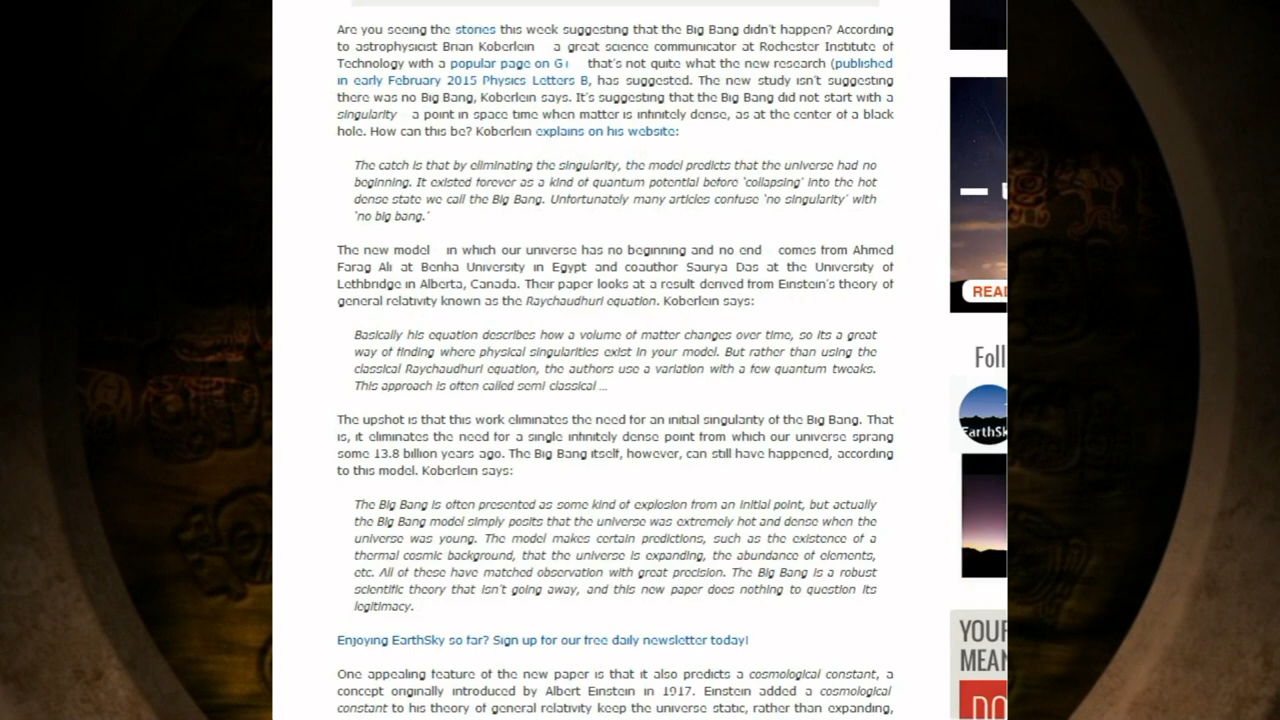 Are you seeing the stories this week suggesting that the Big Bang didn't happen? According
to astrophysicist Brian Koberlein a great science communicator at Rochester Institute of
Technology with a popular page on G+ that's not quite what the new research (published
in early February 2015 Physics Letters B, has suggested. The new study isn't suggesting
there was no Big Bang, Koberlein says. It's suggesting that the Big Bang did not start with a
singularity a point in space time when matter is infinitely dense, as at the center of a black
hole. How can this be? Koberlein explains on his website:
The catch is that by eliminating the singularity, the model predicts that the universe had no
beginning. It existed forever as a kind of quantum potential before 'collapsing' into the hot
dense state we call the Big Bang. Unfortunately many articles confuse 'no singularity' with
'no big bang.'
The new model in which our universe has no beginning and no end comes from Ahmed
Farag Ali at Benha University in Egypt and coauthor Saurya Das at the University of
Lethbridge in Alberta, Canada. Their paper looks at a result derived from Einstein's theory of
general relativity known as the Raychaudhuri equation. Koberlein says:
Basically his equation describes how a volume of matter changes over time, so its a great
way of finding where physical singularities exist in your model. But rather than using the
classical Raychaudhuri equation, the authors use a variation with a few quantum tweaks.
This approach is often called semi classical ...
The upshot is that this work eliminates the need for an initial singularity of the Big Bang. That
is, it eliminates the need for a single infinitely dense point from which our universe sprang
some 13.8 billion years ago. The Big Bang itself, however, can still have happened, according
to this model. Koberlein says:
The Big Bang is often presented as some kind of explosion from an initial point, but actually
the Big Bang model simply posits that the universe was extremely hot and dense when the
universe was young. The model makes certain predictions, such as the existence of a
thermal cosmic background, that the universe is expanding, the abundance of elements,
etc. All of these have matched observation with great precision. The Big Bang is a robust
scientific theory that isn't going away, and this new paper does nothing to question its
legitimacy.
Enjoying EarthSky so far? Sign up for our free daily newsletter today!
One appealing feature of the new paper is that it also predicts a cosmological constant, a
concept originally introduced by Albert Einstein in 1917. Einstein added a cosmological
constant to his theory of general relativity keep the universe static, rather than expanding,
READ
Foll
EarthSk
YOUR
MEAN
DO